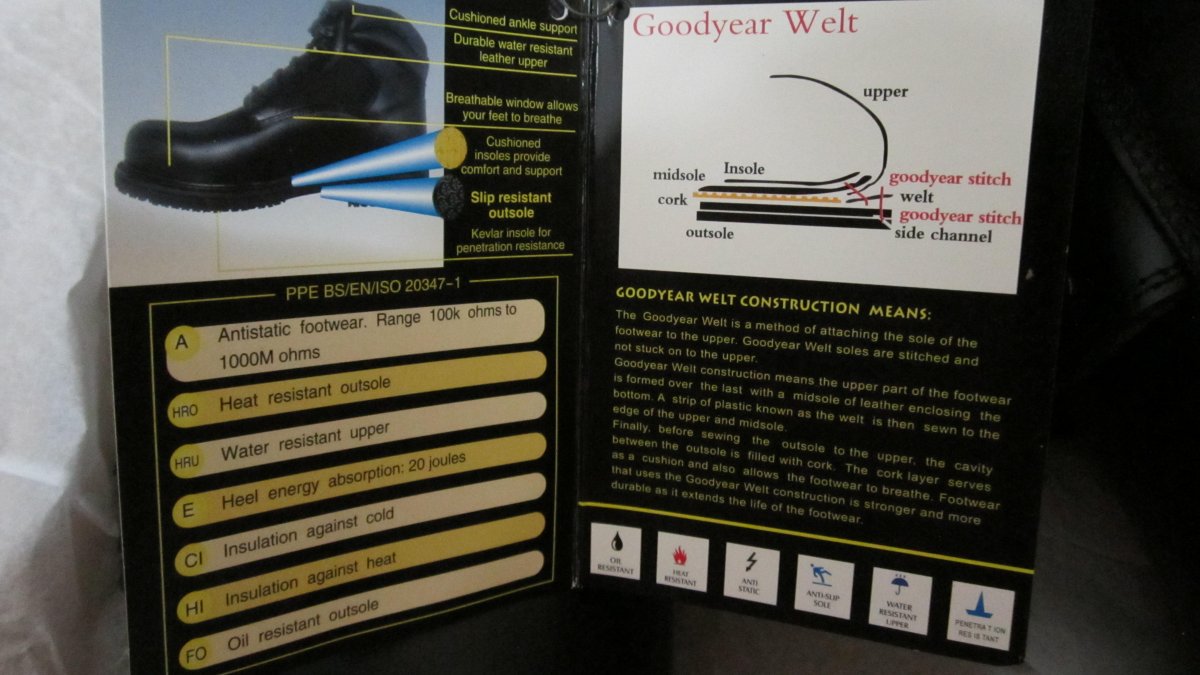 Cushioned ankle support
Durable water resistant
leather upper
Breathable window allows
your feet to breathe
Cushioned
insoles provide
comfort and support
Slip resistant
outsole
Kevlar insole for
penetration resistance
PPE BS/EN/ISO 20347-1
A Antistatic footwear. Range 100k ohms to
1000M ohms
HRO Heat resistant outsole
HRU Water resistant upper
E Heel energy absorption: 20 joules
CI Insulation against cold
HI Insulation against heat
FO Oil resistant outsole
Goodyear Welt
upper
Insole
midsole
goodyear stitch
cork
welt
goodyear stitch
outsole
side channel
GOODYEAR WELT CONSTRUCTION MEANS:
The Goodyear Welt is a method of attaching the sole of the
footwear to the upper. Goodyear Welt soles are stitched and
not stuck on to the upper.
Goodyear Welt construction means the upper part of the footwear
is formed over the last with a midsole of leather enclosing the
bottom. A strip of plastic known as the welt is then sewn to the
edge of the upper and midsole.
Finally, before sewing the outsole to the upper, the cavity
between the outsole is filled with cork. The cork layer serves
as a cushion and also allows the footwear to breathe. Footwear
that uses the Goodyear Welt construction is stronger and more
durable as it extends the life of the footwear.
OIL
RESISTANT
HEAT
RESISTANT
ANTI
STATIC
ANTI-SLIP
SOLE
WATER
RESISTANT
UPPER
PENETRA T ION
RES IS TANT